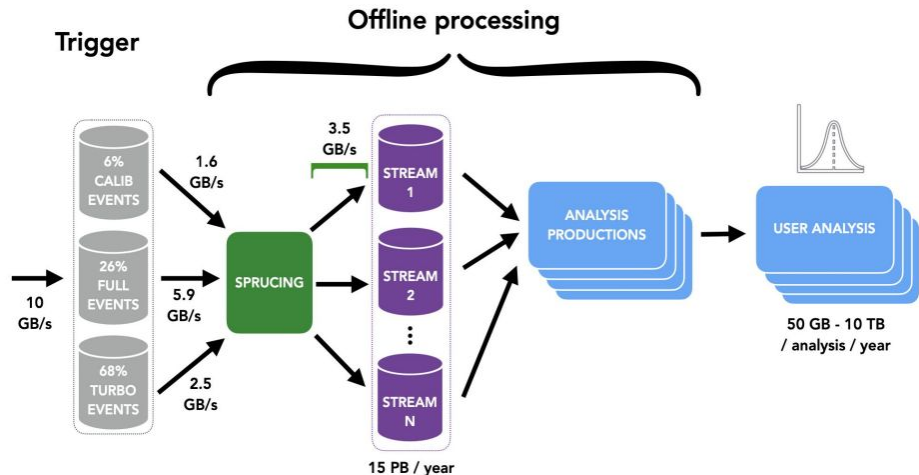 Offline processing
Trigger
10
GB/s
6%
CALIB
EVENTS
26%
FULL
EVENTS
68%
TURBO
EVENTS
1.6
GB/s
5.9
GB/s
2.5
GB/s
SPRUCING
3.5
GB/s
STREAM
1
STREAM
2
STREAM
N
15 PB / year
ANALYSIS
PRODUCTIONS
USER ANALYSIS
50 GB - 10 TB
/ analysis / year